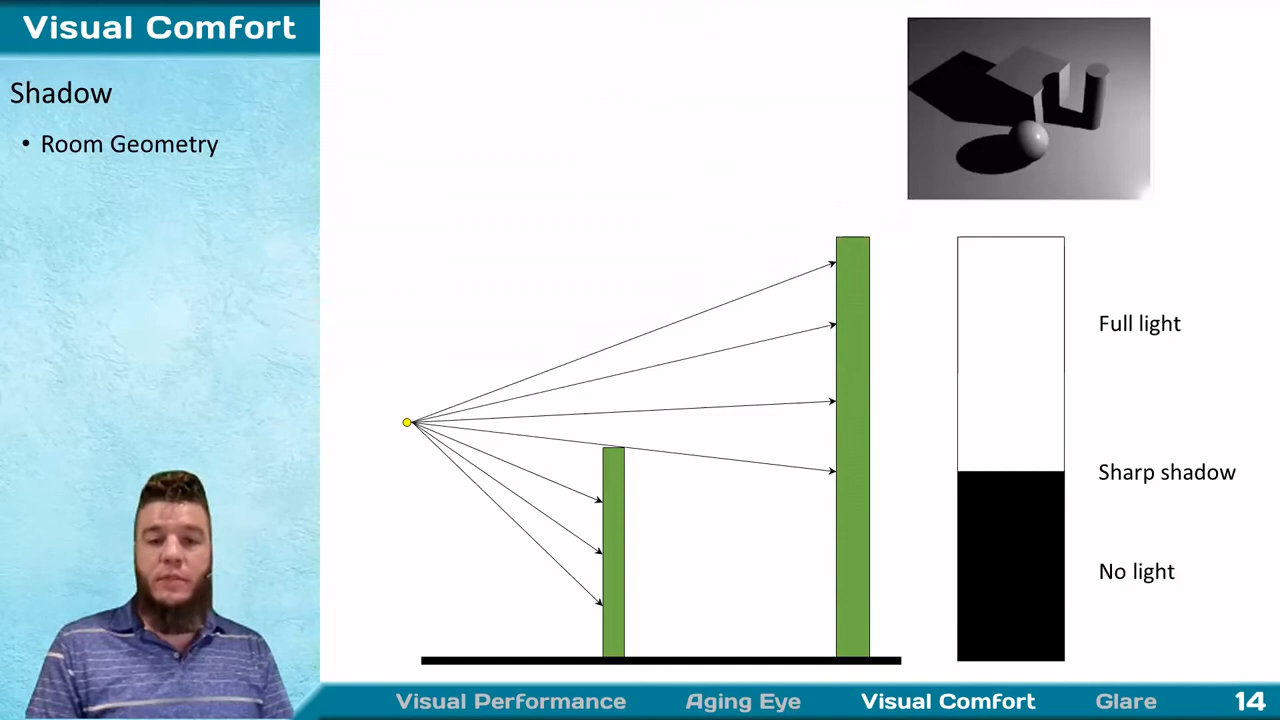 Visual Comfort
Shadow
• Room Geometry
Full light
Sharp shadow
No light
Visual Performance
Aging Eye
Visual Comfort
Glare
14